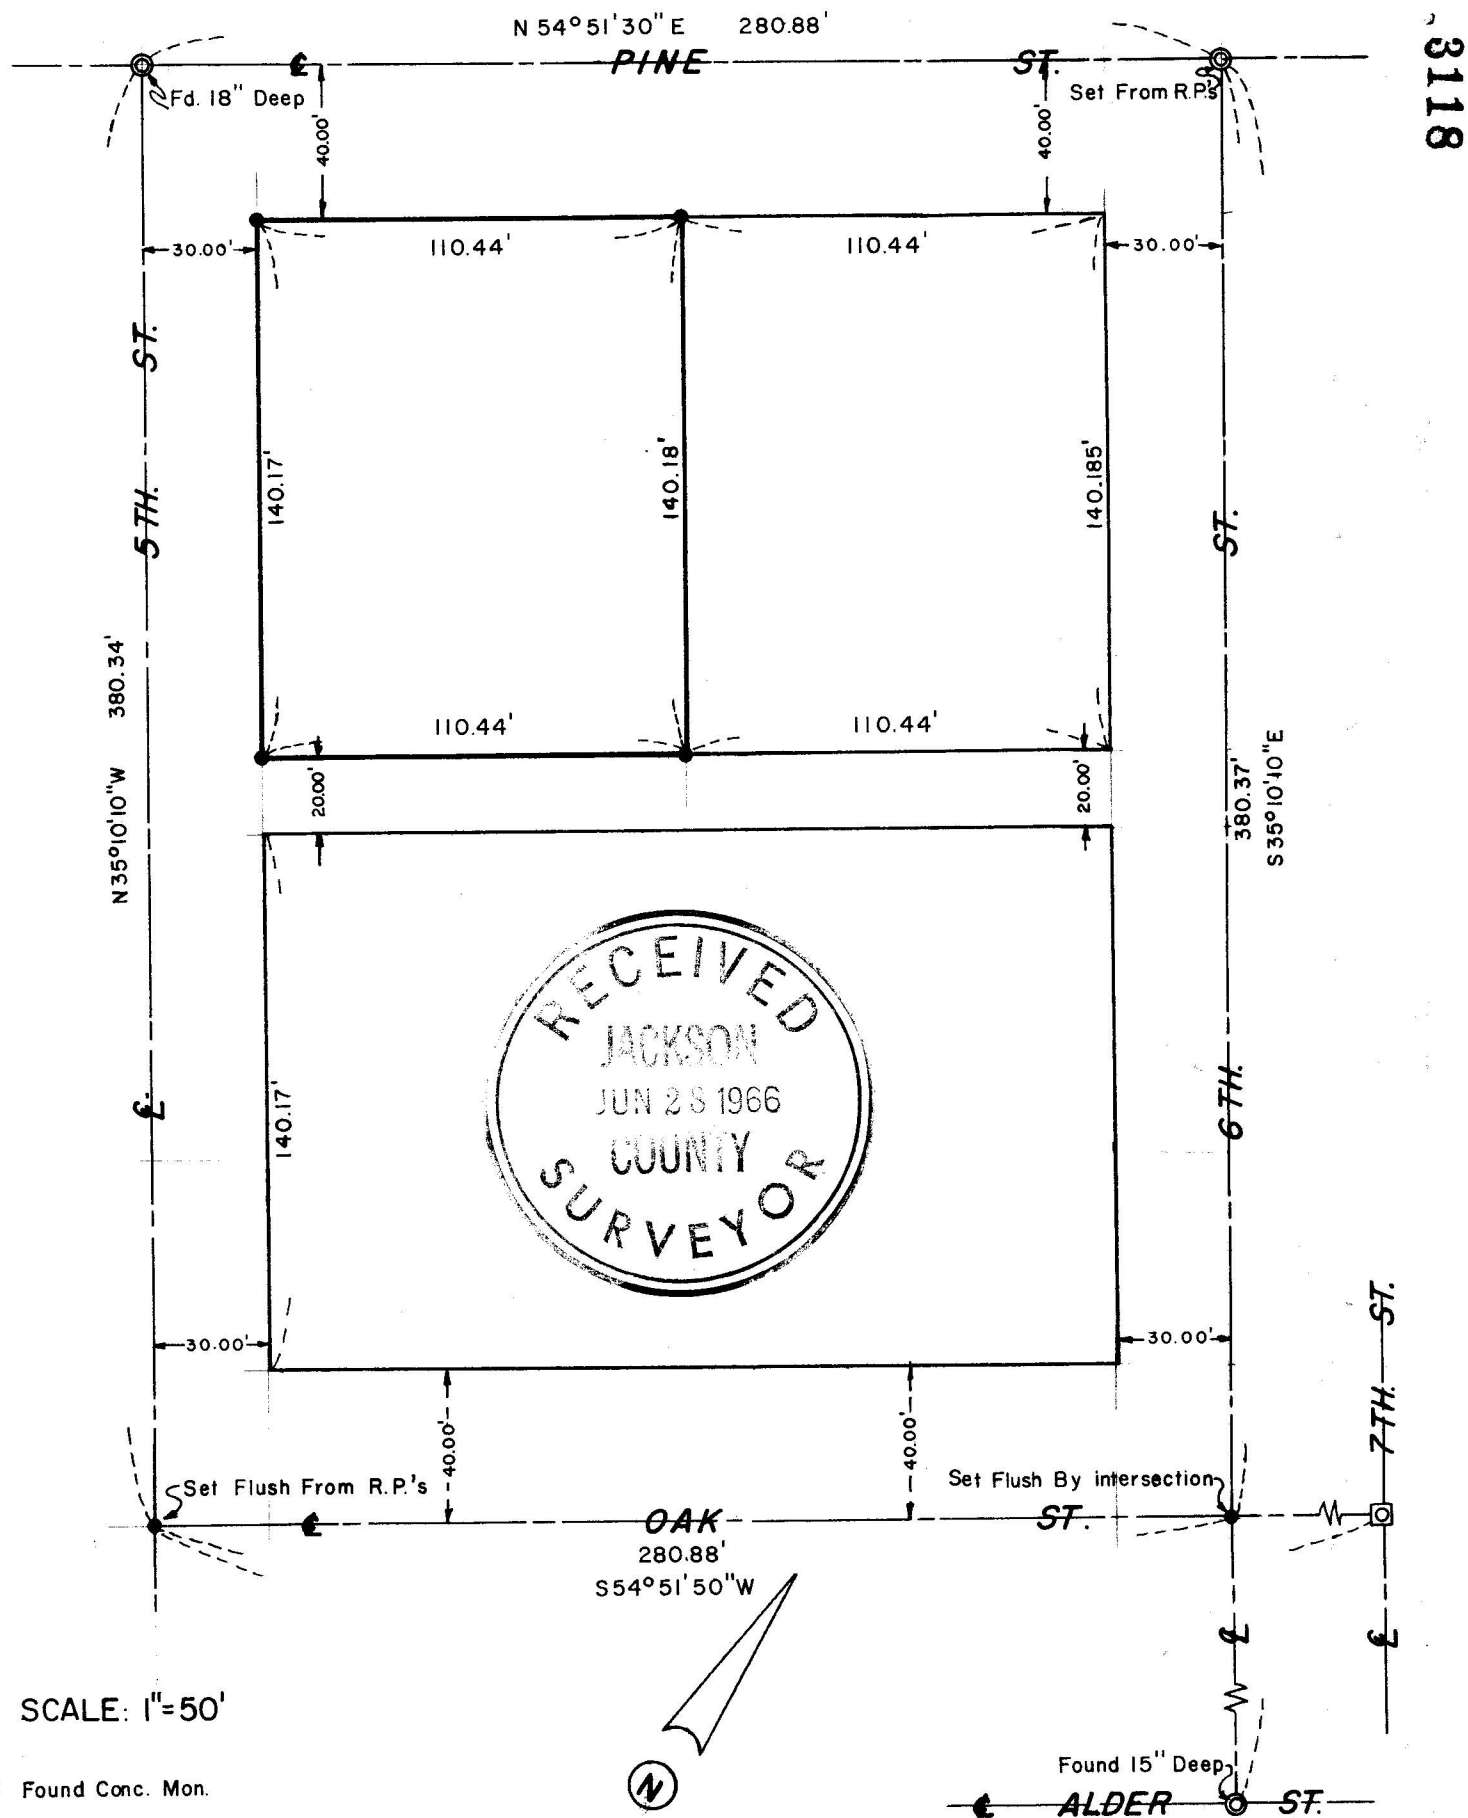 N 54°51'30" E 280.88'
PINE ST.
3118
Fd. 18" Deep
Set From R.P.'s
40.00'
40.00'
30.00'
110.44'
110.44'
30.00'
5TH. ST.
140.17'
140.18'
140.185'
6TH. ST.
N 35°10'10" W 380.34'
110.44'
110.44'
20.00'
20.00'
380.37'
S 35°10'10" E
RECEIVED
JACKSON
JUN 28 1966
COUNTY
SURVEYOR
140.17'
30.00'
30.00'
7TH. ST.
40.00'
40.00'
Set Flush From R.P.'s
Set Flush By intersection
OAK ST.
280.88'
S 54°51'50" W
SCALE: 1"=50'
N
Found Conc. Mon.
Found 15" Deep
ALDER ST.